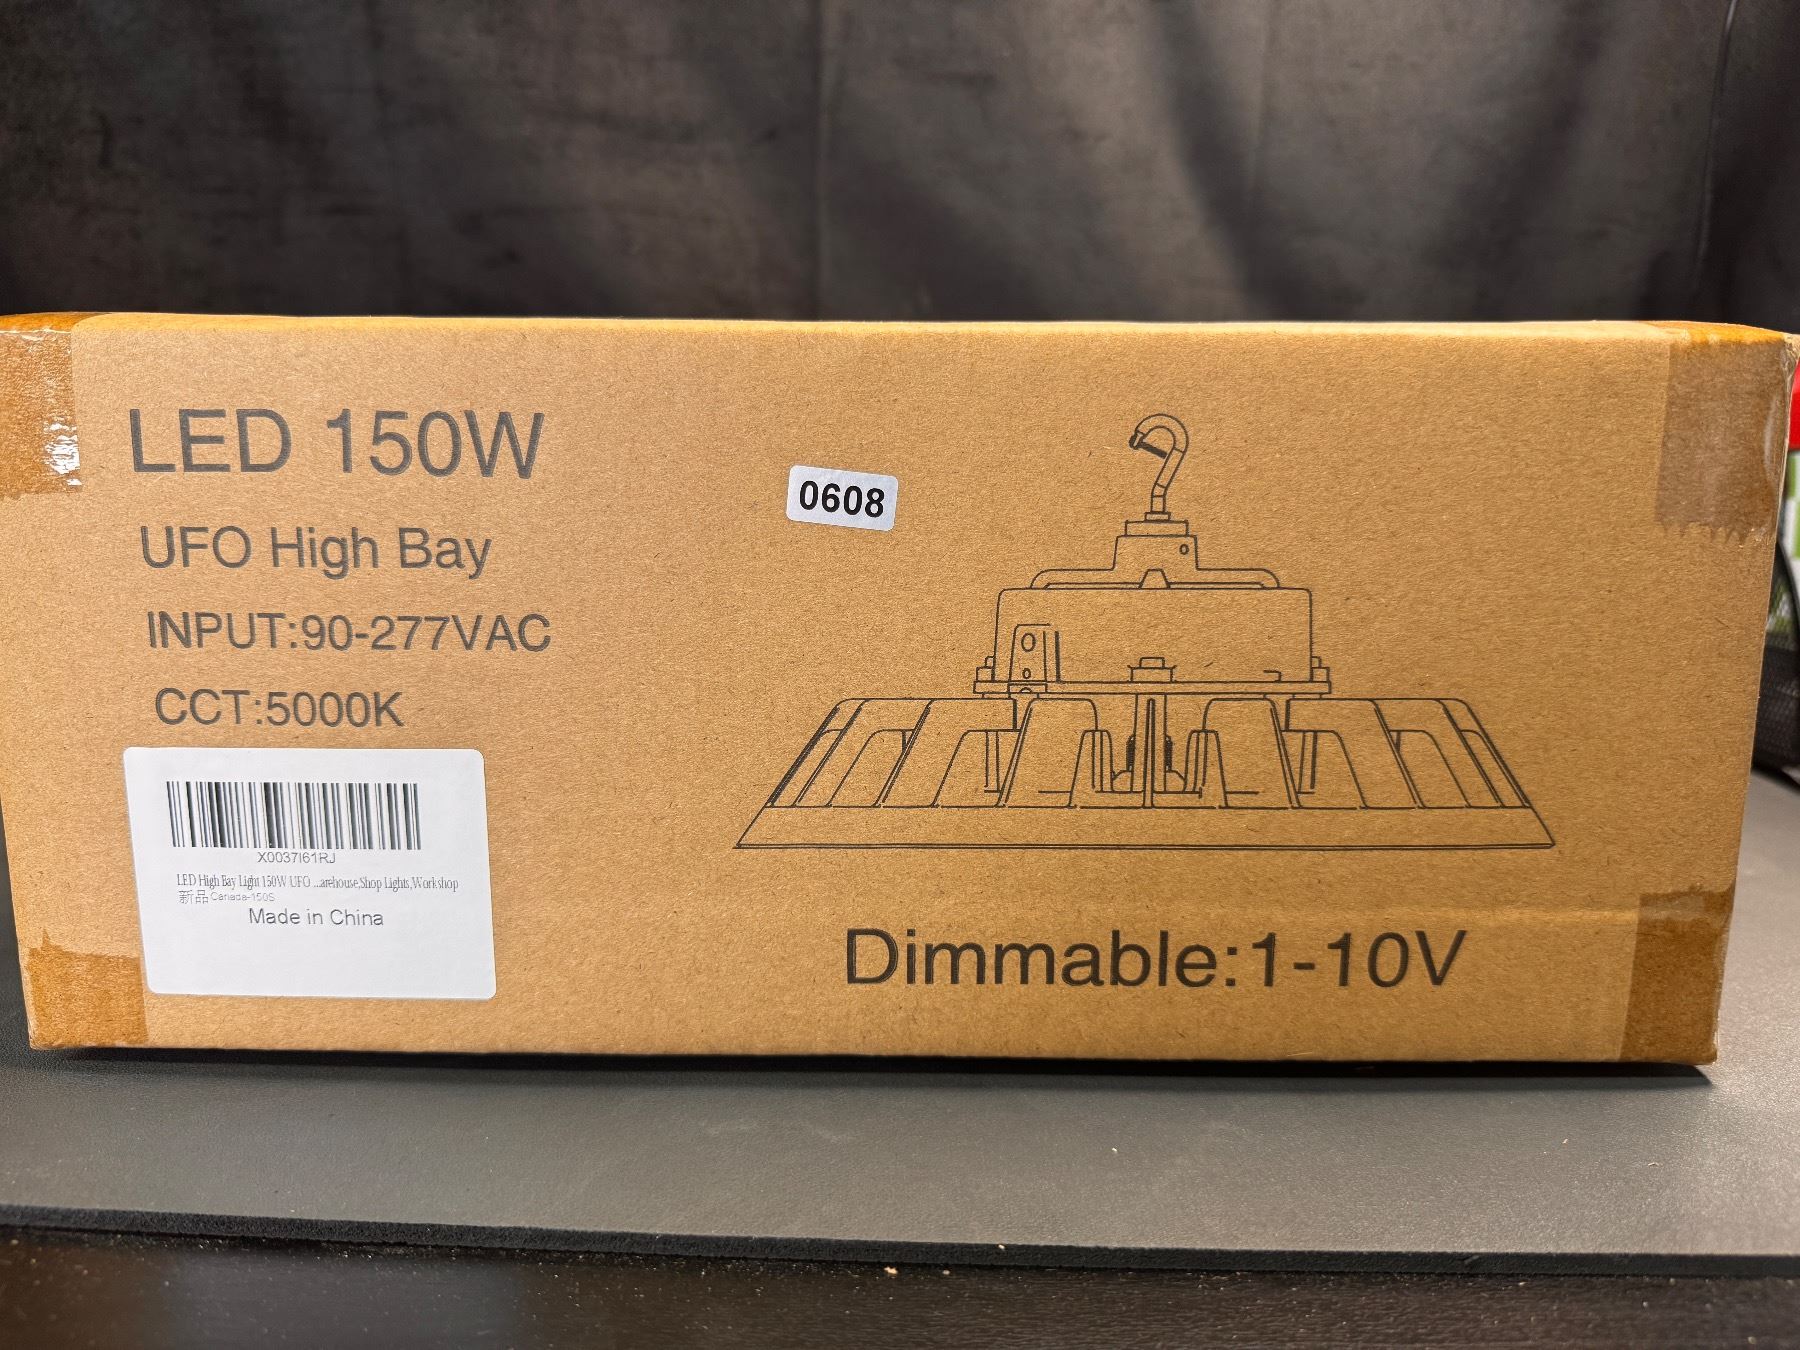 LED 150W
UFO High Bay
INPUT:90-277VAC
CCT:5000K
0608
X0037I61RJ
LED High Bay Light 150W UFO ...arehouse,Shop Lights,Workshop
新品 Canada-150S
Made in China
Dimmable:1-10V